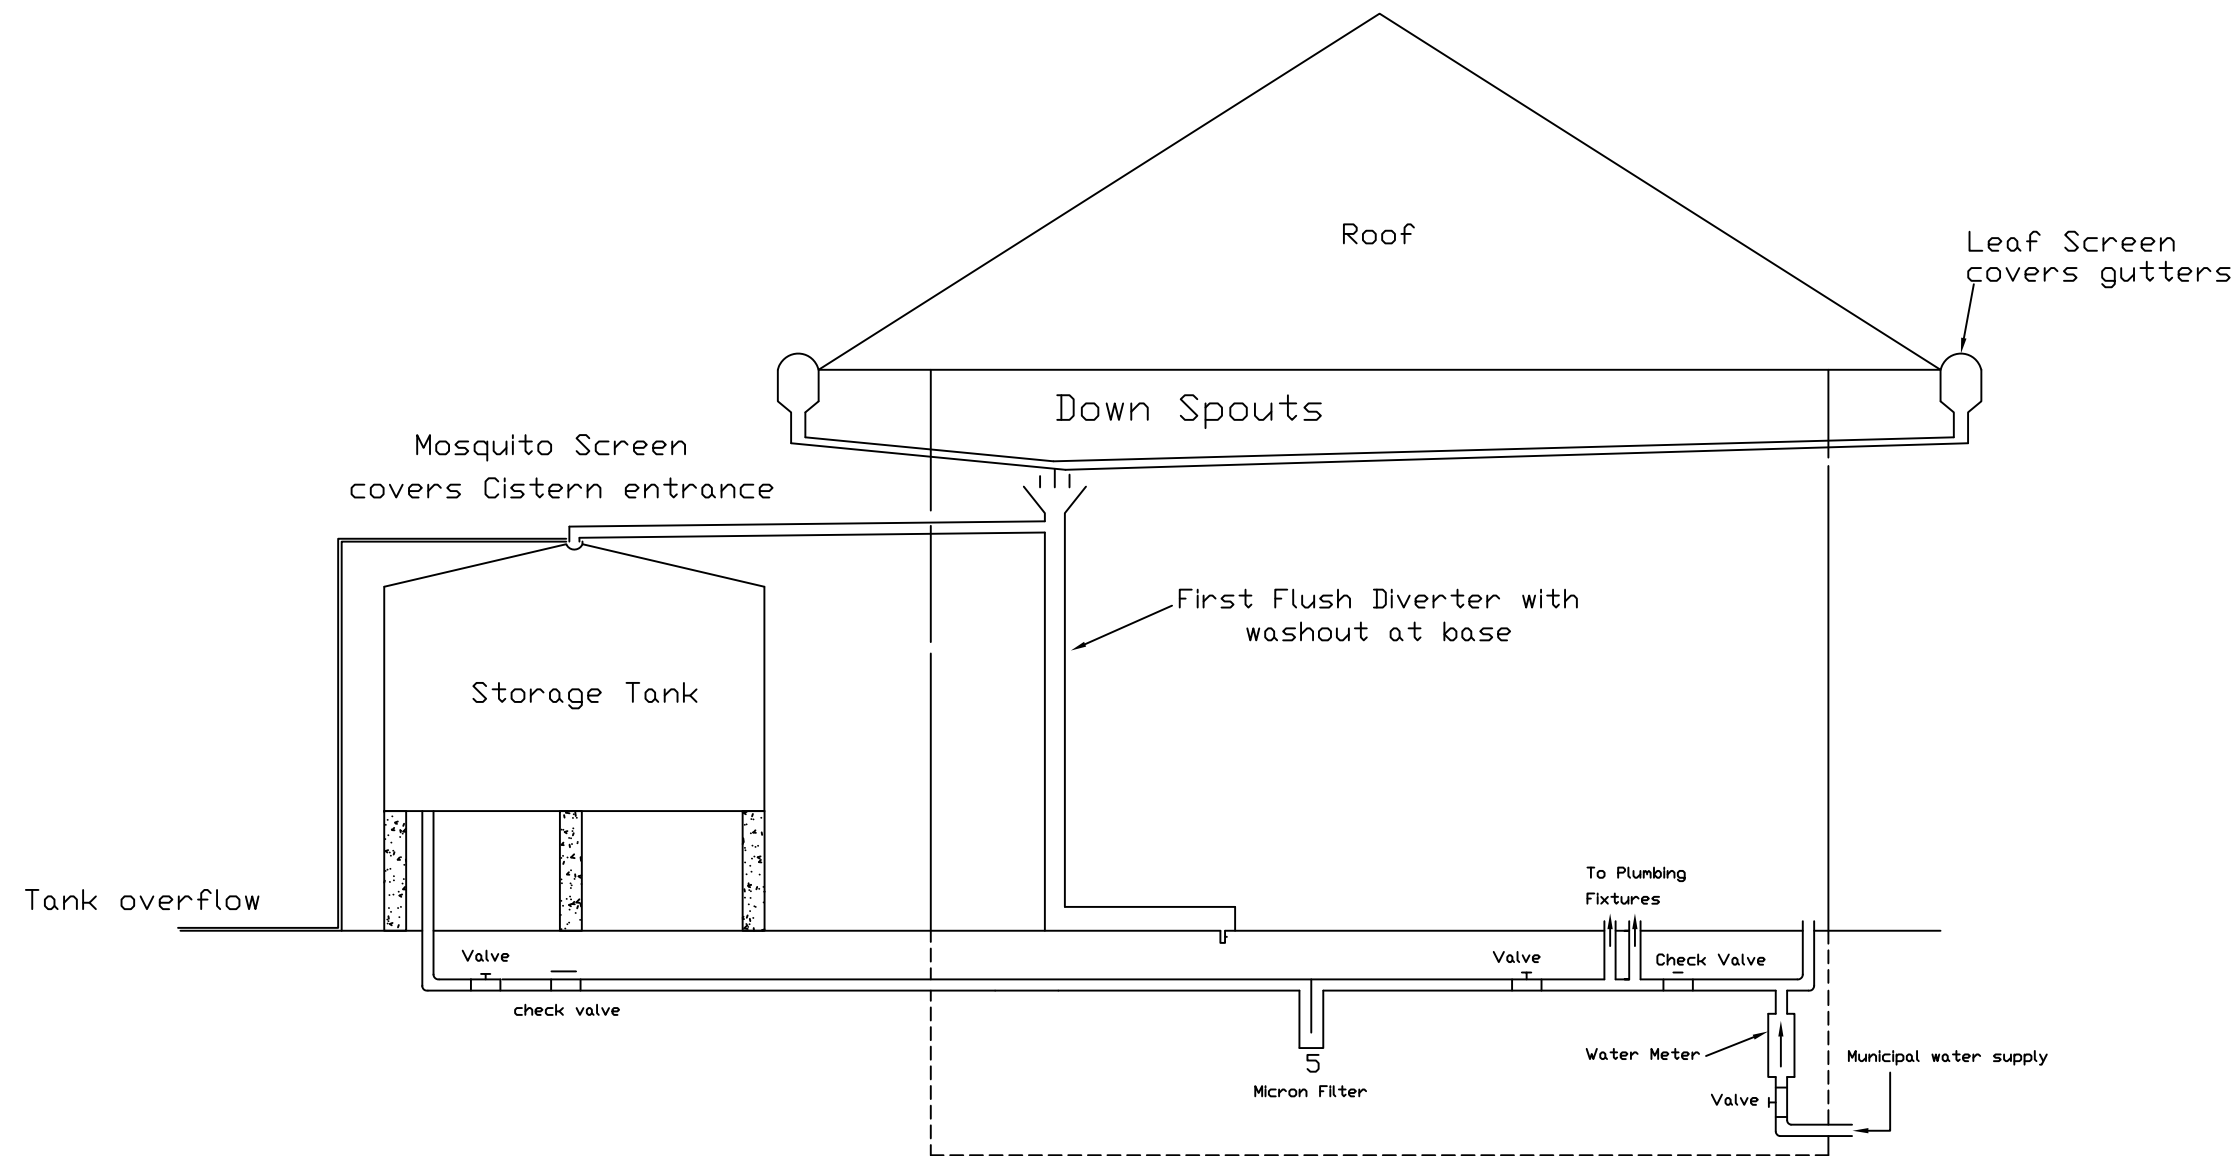 Roof
Leaf Screen
covers gutters
Down Spouts
Mosquito Screen
covers Cistern entrance
First Flush Diverter with
washout at base
Storage Tank
Tank overflow
To Plumbing
Fixtures
Valve
check valve
Valve
Check Valve
5
Micron Filter
Water Meter
Municipal water supply
Valve